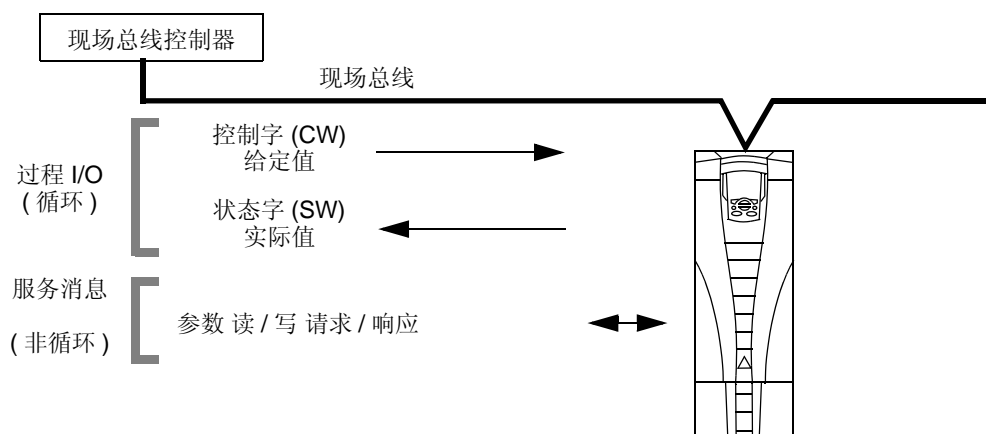 现场总线控制器
现场总线
控制字 (CW)
给定值
过程 I/O
( 循环 )
状态字 (SW)
实际值
服务消息
( 非循环 )
参数 读 / 写 请求 / 响应